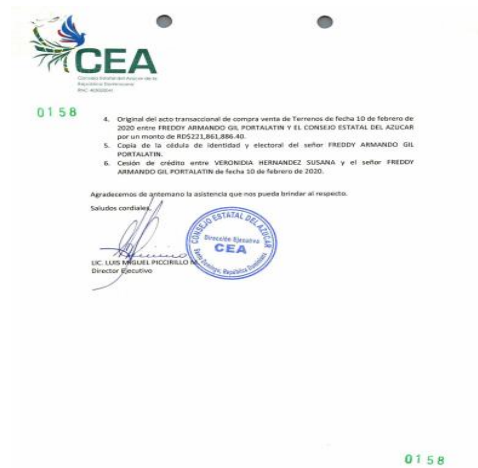 CEA
Consejo Estatal del Azúcar de la
República Dominicana
0158
4. Original del acto transaccional de compra venta de Terrenos de fecha 10 de febrero de
2020 entre FREDDY ARMANDO GIL PORTALATIN Y EL CONSEJO ESTATAL DEL AZUCAR
por un monto de RD$221,861,886.40.
5. Copia de la cédula de identidad y electoral del señor FREDDY ARMANDO GIL
PORTALATIN.
6. Cesión de crédito entre VERONIDIA HERNANDEZ SUSANA y el señor FREDDY
ARMANDO GIL PORTALATIN de fecha 10 de febrero de 2020.
Agradecemos de antemano la asistencia que nos pueda brindar al respecto.
Saludos cordiales,
CONSEJO ESTATAL DEL AZUCAR
Dirección Ejecutiva
CEA
Santo Domingo, República Dominicana
LIC. LUIS MIGUEL PICCIRILLO
Director Ejecutivo
0158